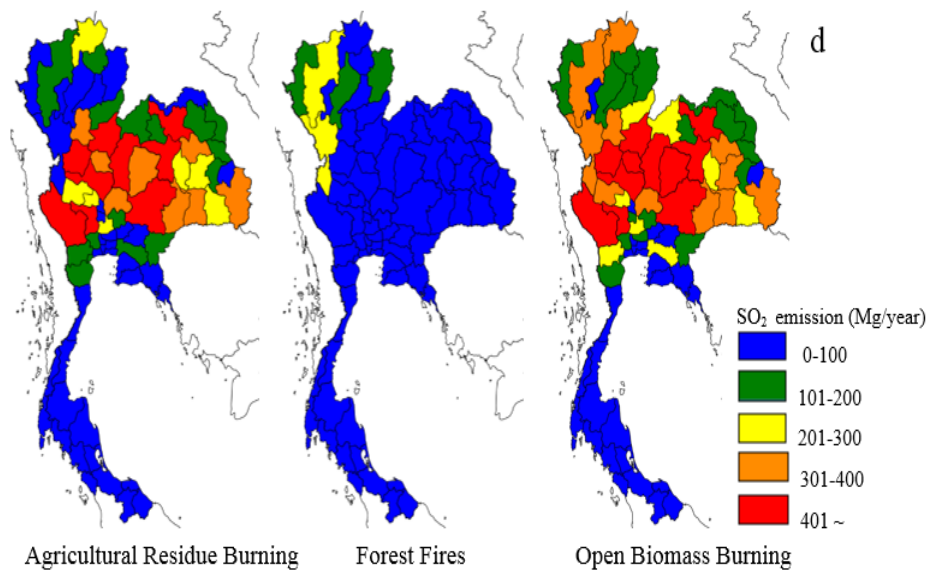 d
SO₂ emission (Mg/year)
0-100
101-200
201-300
301-400
401 ~
Agricultural Residue Burning
Forest Fires
Open Biomass Burning